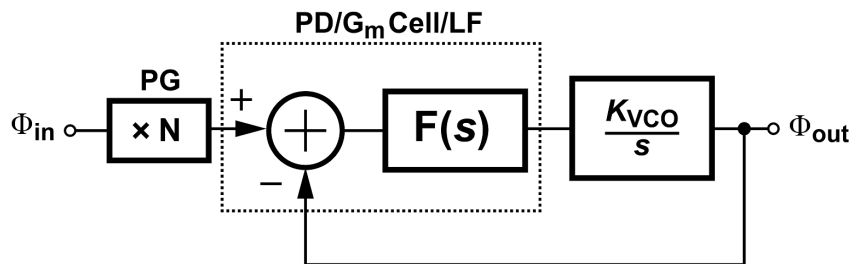 PD/GmCell/LF
PG
Φin
× N
+
−
F(s)
KVCO
s
Φout